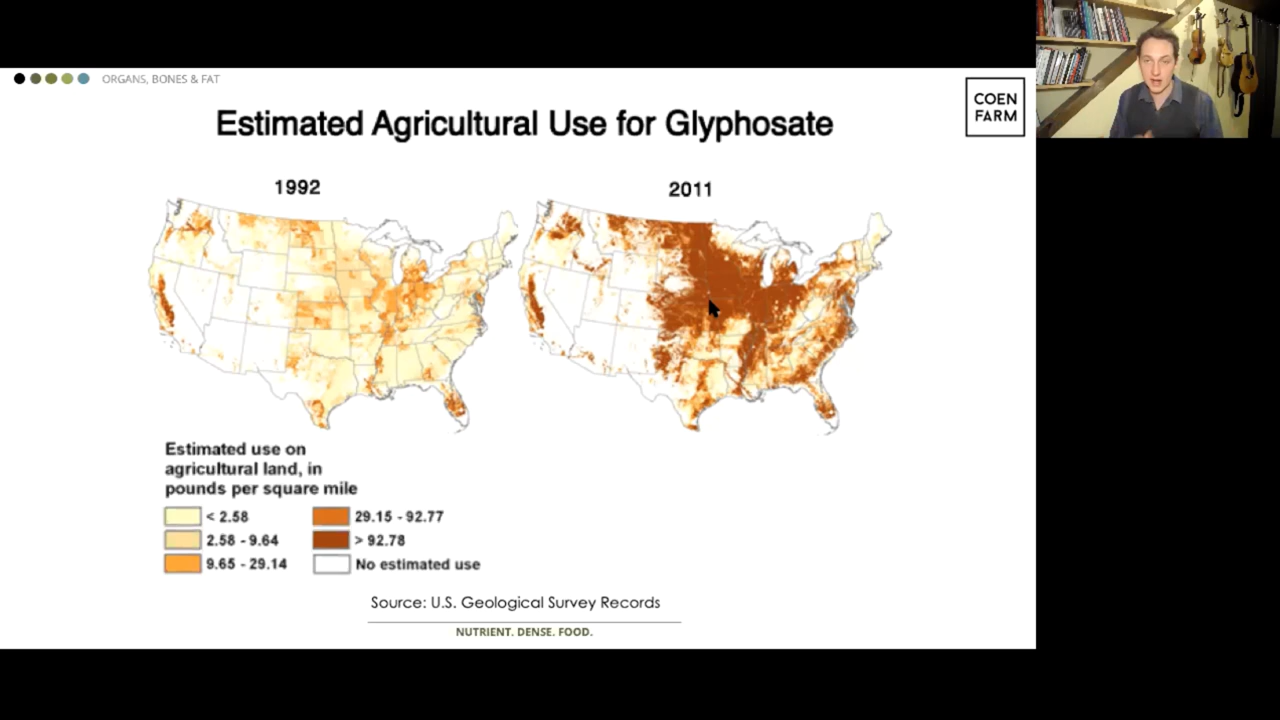 ORGANS, BONES & FAT
COEN
FARM
Estimated Agricultural Use for Glyphosate
1992
2011
Estimated use on
agricultural land, in
pounds per square mile
< 2.58
29.15 - 92.77
2.58 - 9.64
> 92.78
9.65 - 29.14
No estimated use
Source: U.S. Geological Survey Records
NUTRIENT. DENSE. FOOD.